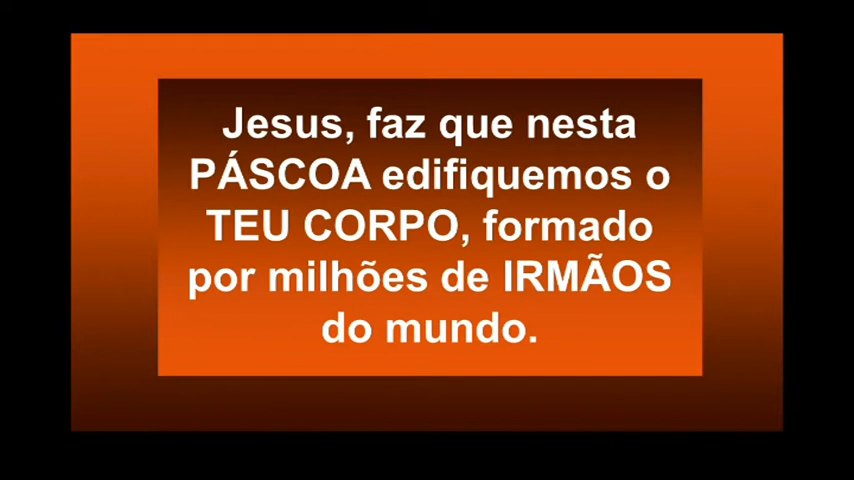 Jesus, faz que nesta
PÁSCOA edifiquemos o
TEU CORPO, formado
por milhões de IRMÃOS
do mundo.